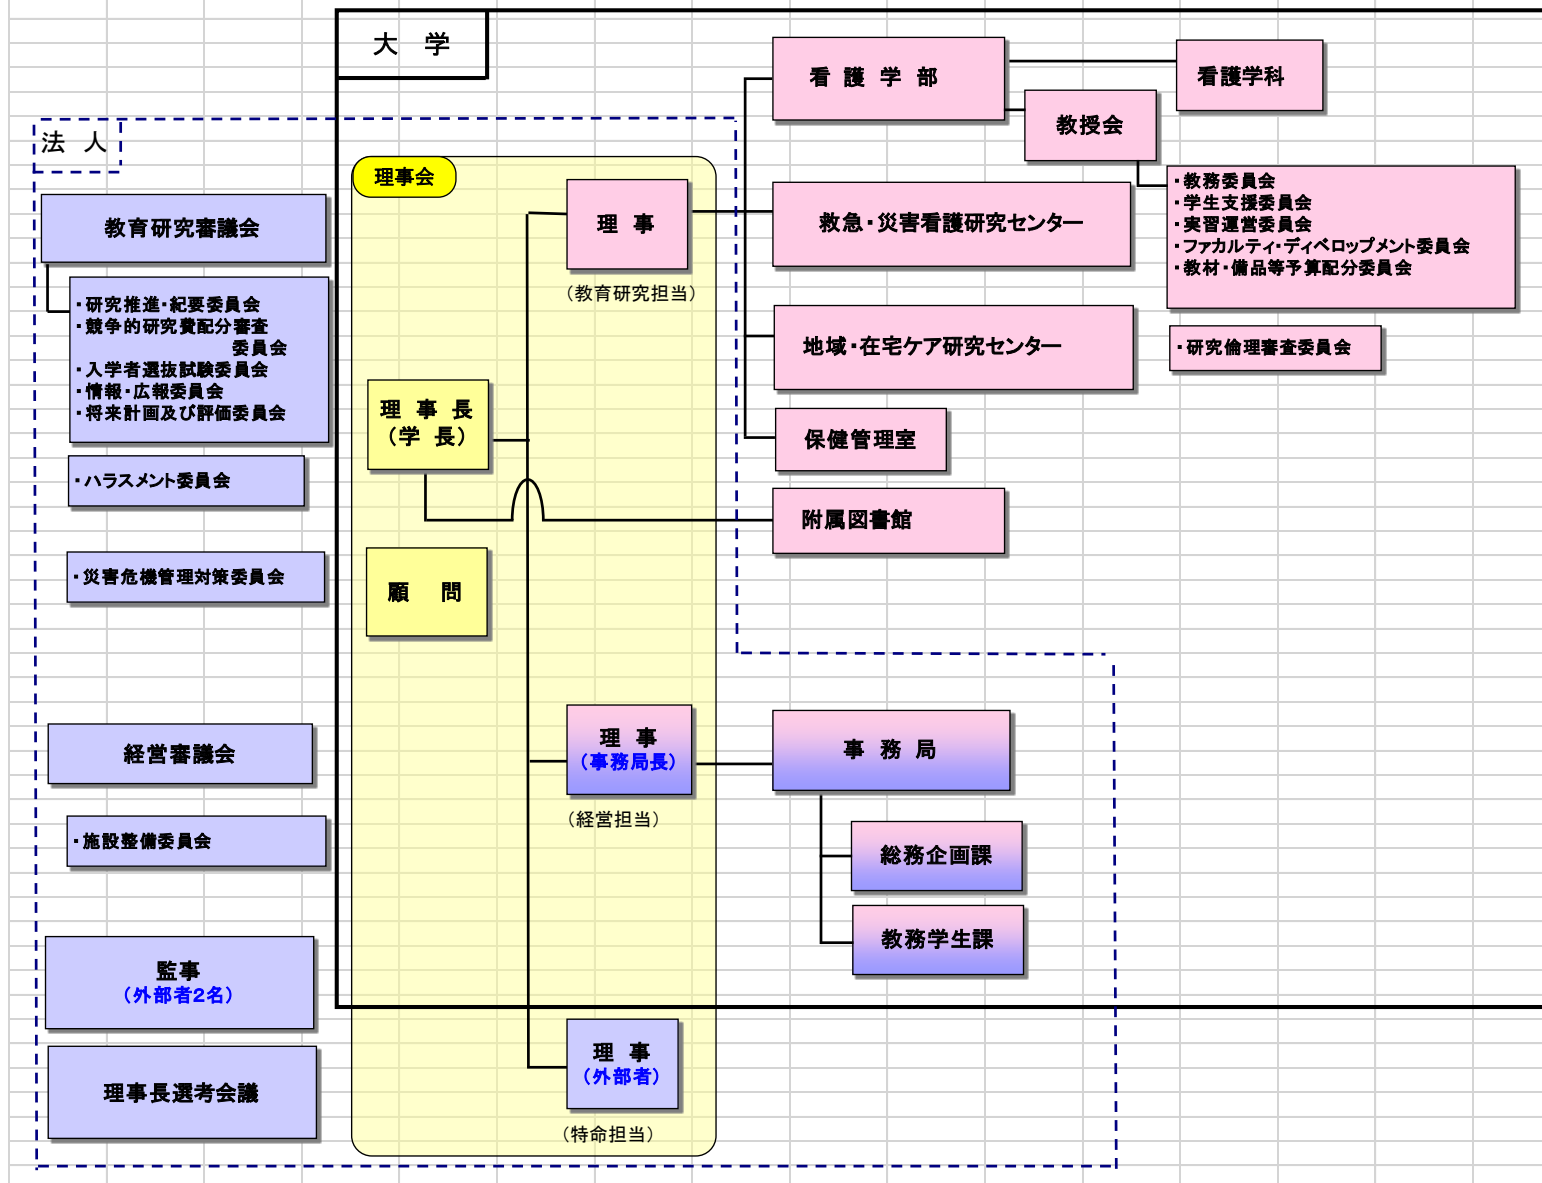 大 学
法 人
教育研究審議会
・研究推進・紀要委員会
・競争的研究費配分審査
委員会
・入学者選抜試験委員会
・情報・広報委員会
・将来計画及び評価委員会
・ハラスメント委員会
・災害危機管理対策委員会
経営審議会
・施設整備委員会
監事
（外部者2名）
理事長選考会議
理事会
理 事 長
（学 長）
顧 問
理 事
（教育研究担当）
理 事
（事務局長）
（経営担当）
理 事
（外部者）
（特命担当）
看 護 学 部
看護学科
教授会
・教務委員会
・学生支援委員会
・実習運営委員会
・ファカルティ・ディベロップメント委員会
・教材・備品等予算配分委員会
・研究倫理審査委員会
救急・災害看護研究センター
地域・在宅ケア研究センター
保健管理室
附属図書館
事 務 局
総務企画課
教務学生課